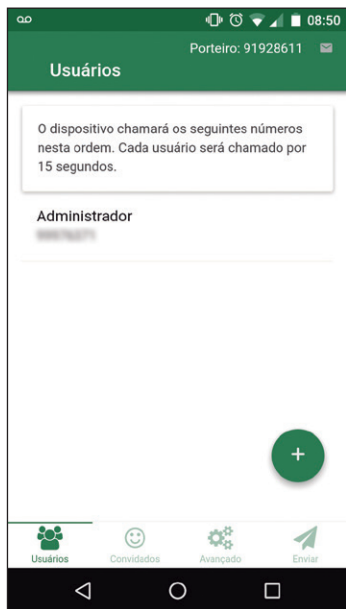 08:50
Porteiro: 91928611
Usuários
O dispositivo chamará os seguintes números
nesta ordem. Cada usuário será chamado por
15 segundos.
Administrador
+
Usuários
Convidados
Avançado
Enviar